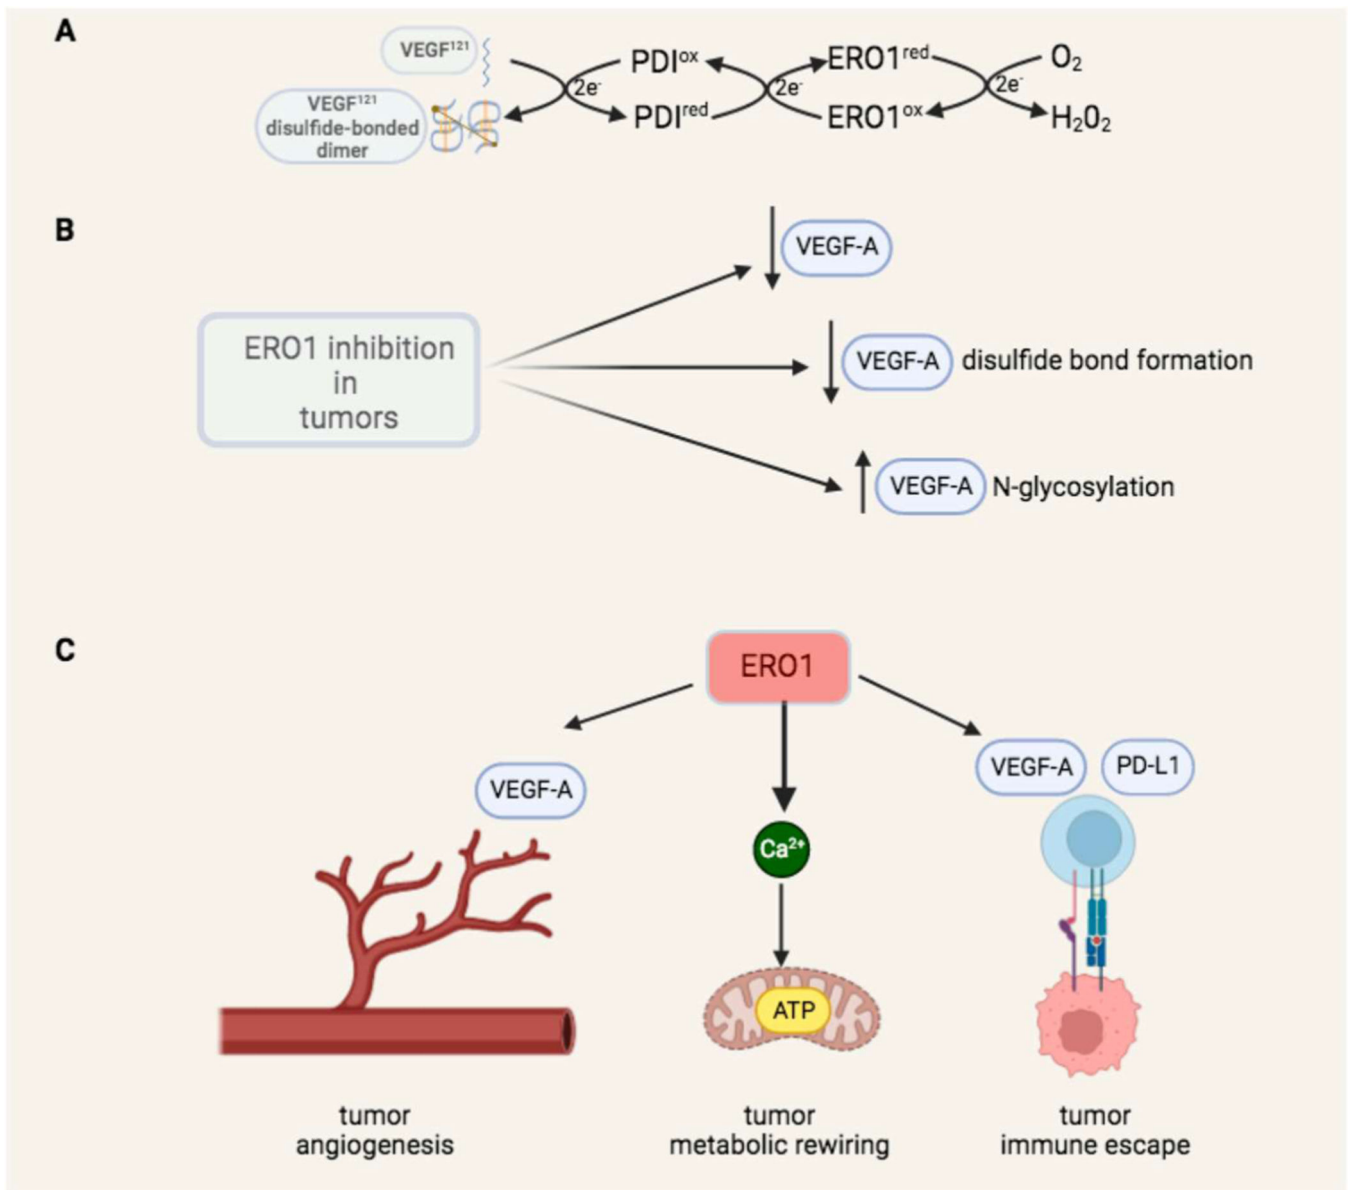 A
VEGF¹²¹
PDIᵒˣ
ERO1ʳᵉᵈ
O₂
2e⁻
2e⁻
2e⁻
VEGF¹²¹
disulfide-bonded
dimer
PDIʳᵉᵈ
ERO1ᵒˣ
H₂0₂
B
VEGF-A
ERO1 inhibition
in
tumors
VEGF-A disulfide bond formation
VEGF-A N-glycosylation
C
ERO1
VEGF-A
VEGF-A
PD-L1
Ca²⁺
ATP
tumor
angiogenesis
tumor
metabolic rewiring
tumor
immune escape